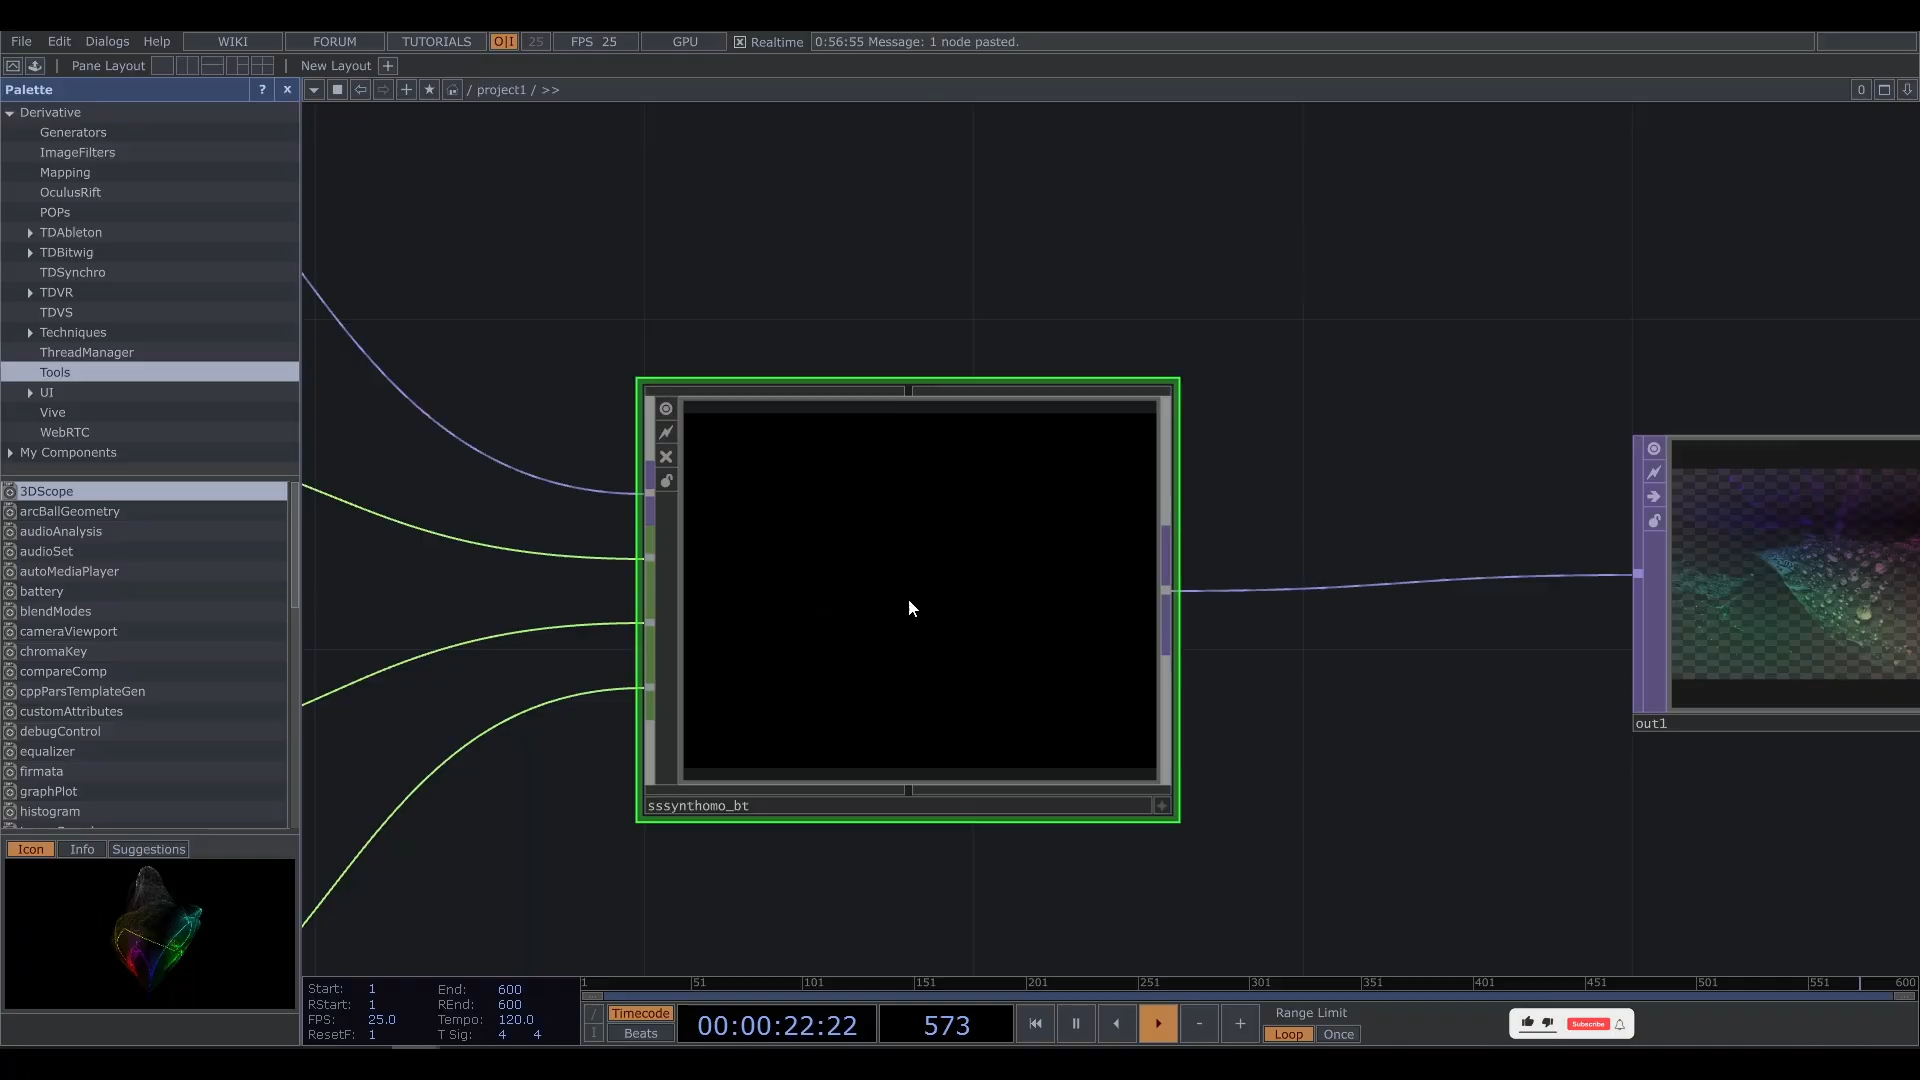 File Edit Dialogs Help WIKI FORUM TUTORIALS O|I 25 FPS 25 GPU Realtime 0:56:55 Message: 1 node pasted.
Pane Layout New Layout +
Palette ? x / project1 / >> 0
Derivative
Generators
ImageFilters
Mapping
OculusRift
POPs
TDAbleton
TDBitwig
TDSynchro
TDVR
TDVS
Techniques
ThreadManager
Tools
UI
Vive
WebRTC
My Components
3DScope
arcBallGeometry
audioAnalysis
audioSet
autoMediaPlayer
battery
blendModes
cameraViewport
chromaKey
compareComp
cppParsTemplateGen
customAttributes
debugControl
equalizer
firmata
graphPlot
histogram
Icon Info Suggestions
sssynthomo_bt
out1
1 51 101 151 201 251 301 351 401 451 501 551 600
Start: 1 End: 600
RStart: 1 REnd: 600
FPS: 25.0 Tempo: 120.0
ResetF: 1 T Sig: 4 4
Timecode
Beats
00:00:22:22 573
- +
Range Limit
Loop Once
Subscribe